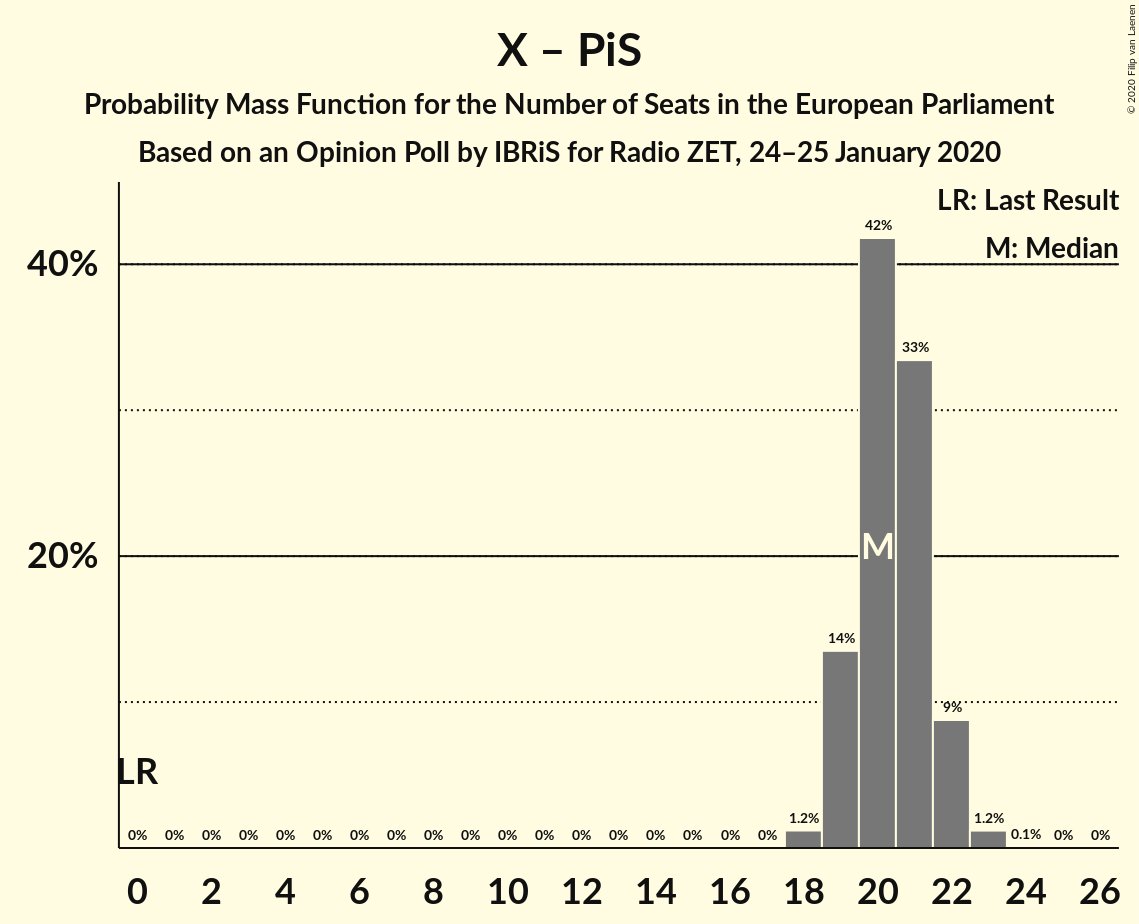 X – PiS
Probability Mass Function for the Number of Seats in the European Parliament
Based on an Opinion Poll by IBRiS for Radio ZET, 24–25 January 2020
© 2020 Filip van Laenen
LR: Last Result
M: Median
40%
20%
42%
33%
M
14%
9%
LR
0% 0% 0% 0% 0% 0% 0% 0% 0% 0% 0% 0% 0% 0% 0% 0% 0% 0% 1.2% 1.2% 0.1% 0% 0%
0 2 4 6 8 10 12 14 16 18 20 22 24 26